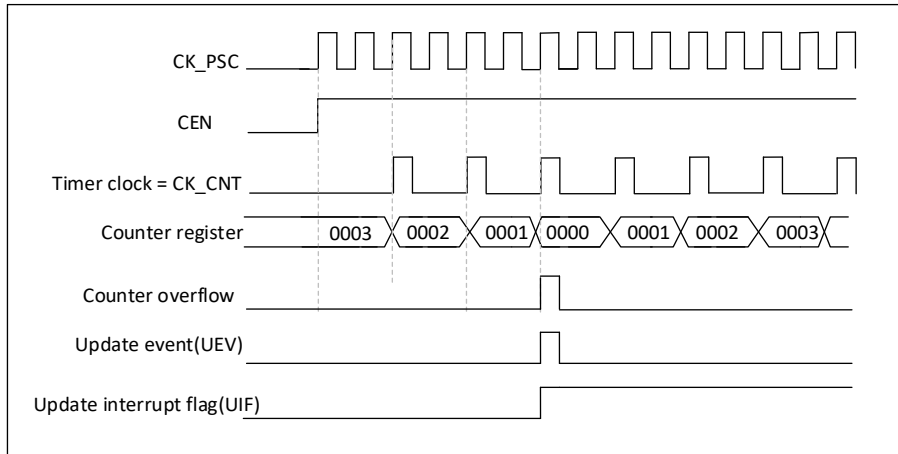 CK_PSC
CEN
Timer clock = CK_CNT
Counter register 0003 0002 0001 0000 0001 0002 0003
Counter overflow
Update event(UEV)
Update interrupt flag(UIF)